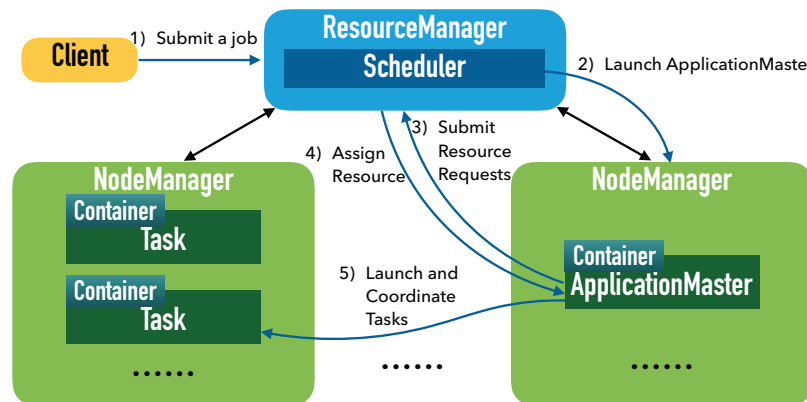 ResourceManager
1) Submit a job
Client
Scheduler
2) Launch ApplicationMaste
3) Submit
Resource
Requests
4) Assign
Resource
NodeManager
Container
Task
Container
Task
......
5) Launch and
Coordinate
Tasks
......
NodeManager
Container
ApplicationMaster
......